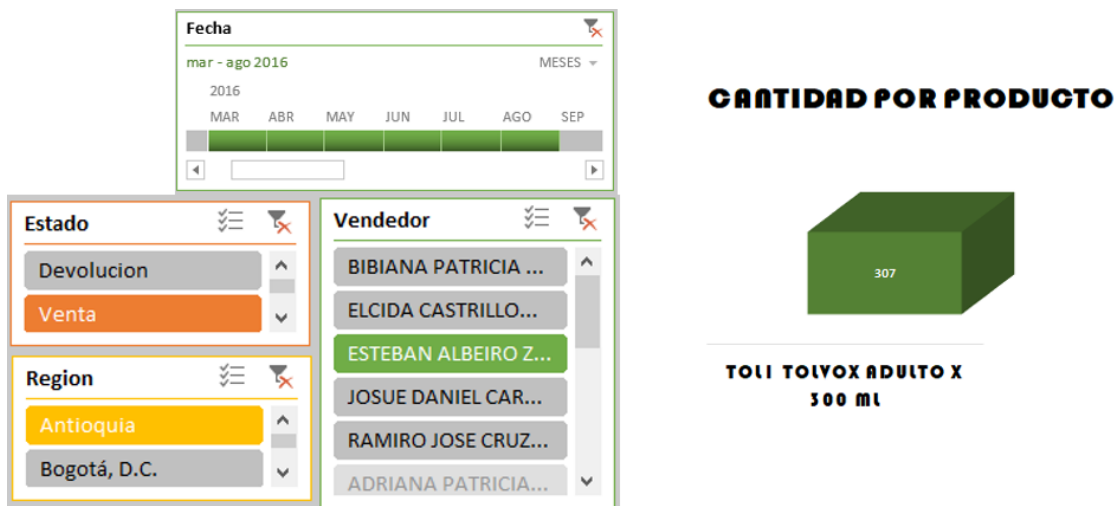 Fecha
mar - ago 2016
MESES
2016
MAR ABR MAY JUN JUL AGO SEP
Estado
Devolucion
Venta
Region
Antioquia
Bogotá, D.C.
Vendedor
BIBIANA PATRICIA ...
ELCIDA CASTRILLO...
ESTEBAN ALBEIRO Z...
JOSUE DANIEL CAR...
RAMIRO JOSE CRUZ...
ADRIANA PATRICIA...
CANTIDAD POR PRODUCTO
307
TOLI TOLVOX ADULTO X
300 ML